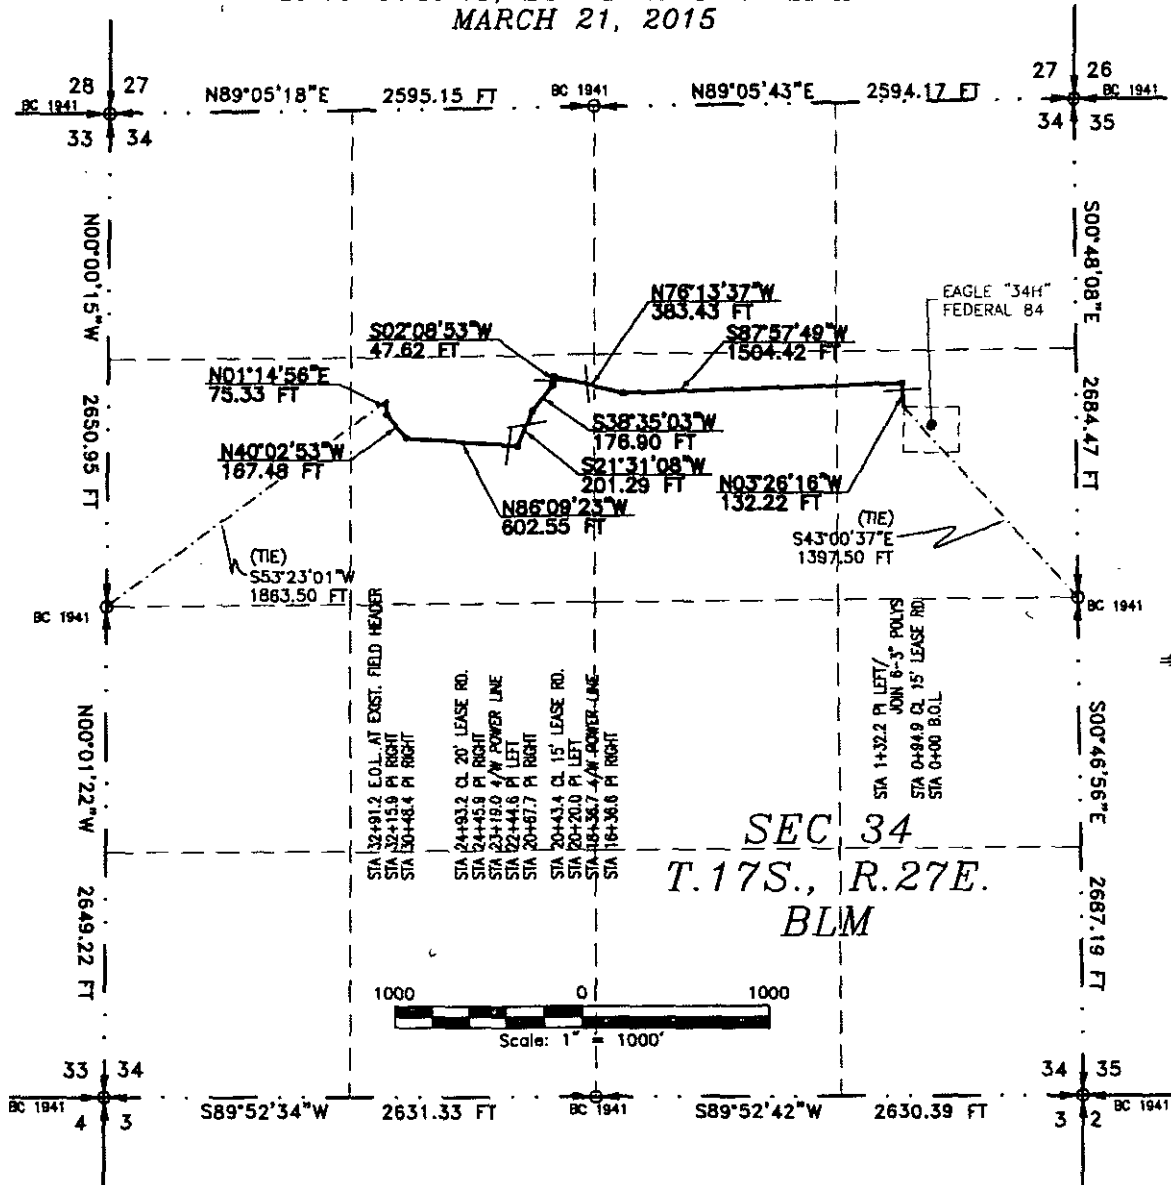 MARCH 21, 2015
28 27
BC 1941
33 34
N89°05'18"E 2595.15 FT
BC 1941
N89°05'43"E 2594.17 FT
27 26
BC 1941
34 35
N00°00'15"W 2650.95 FT
S00°48'08"E 2684.47 FT
EAGLE "34H"
FEDERAL 84
N76°13'37"W
383.43 FT
S02°08'53"W
47.62 FT
S87°57'49"W
1504.42 FT
N01°14'56"E
75.33 FT
S38°35'03"W
176.90 FT
N40°02'53"W
167.48 FT
S21°31'08"W
201.29 FT
N03°26'16"W
132.22 FT
N86°09'23"W
602.55 FT
(TIE)
S43°00'37"E
1397.50 FT
(TIE)
S53°23'01"W
1863.50 FT
BC 1941
BC 1941
STA 32+91.2 E.O.L. AT EXIST. FIELD HEADER
STA 32+15.9 PI RIGHT
STA 30+48.4 PI RIGHT
STA 24+93.2 CL 20' LEASE RD.
STA 24+45.9 PI RIGHT
STA 23+19.0 4/W POWER LINE
STA 22+44.6 PI LEFT
STA 20+67.7 PI RIGHT
STA 20+43.4 CL 15' LEASE RD.
STA 20+20.0 PI LEFT
STA 18+36.7 4/W POWER LINE
STA 16+36.6 PI RIGHT
STA 1+32.2 PI LEFT/
JOIN 6-3" POLYS
STA 0+94.9 CL 15' LEASE RD.
STA 0+00 B.O.L.
N00°01'22"W 2649.22 FT
S00°46'56"E 2687.19 FT
SEC 34
T.17S., R.27E.
BLM
1000 0 1000
Scale: 1" = 1000'
33 34
BC 1941
4 3
S89°52'34"W 2631.33 FT
BC 1941
S89°52'42"W 2630.39 FT
34 35
BC 1941
3 2